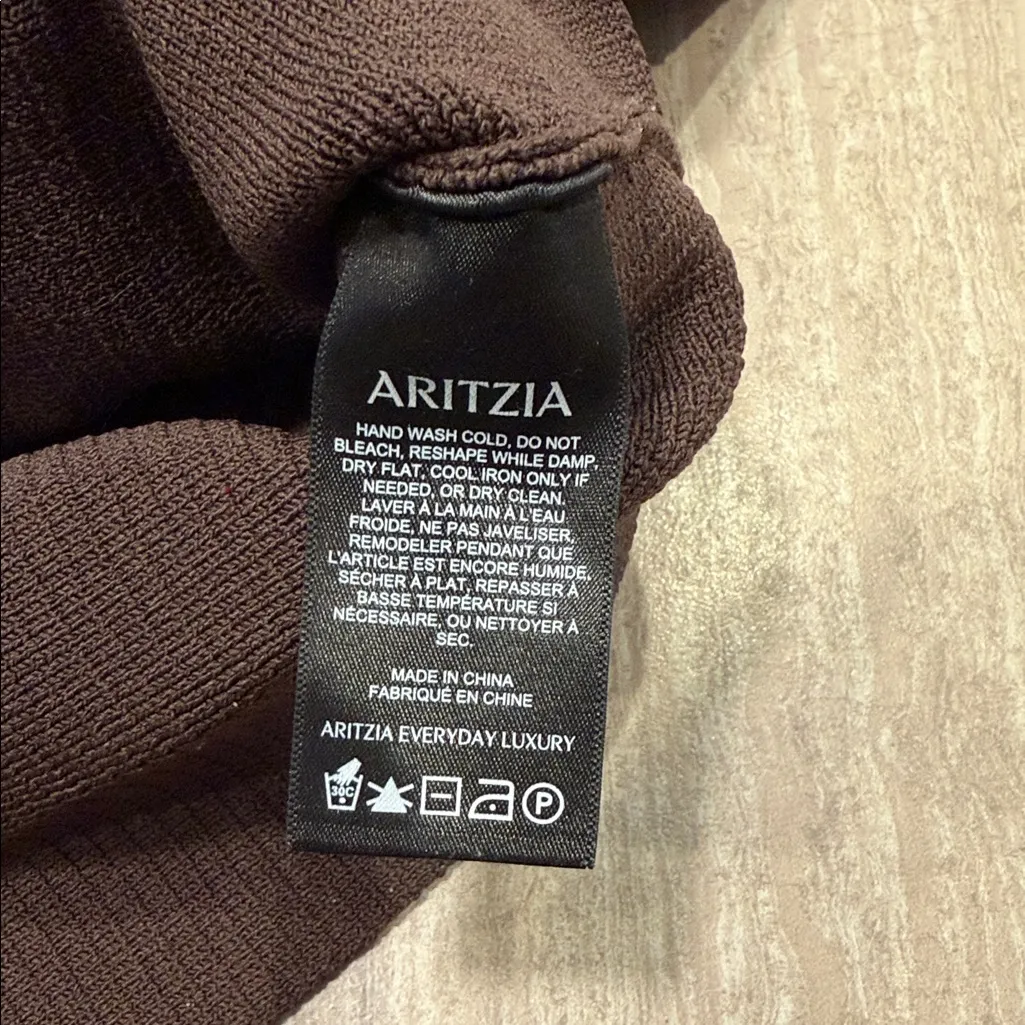 ARITZIA
HAND WASH COLD, DO NOT
BLEACH, RESHAPE WHILE DAMP,
DRY FLAT, COOL IRON ONLY IF
NEEDED, OR DRY CLEAN.
LAVER À LA MAIN À L'EAU
FROIDE, NE PAS JAVELISER,
REMODELER PENDANT QUE
L'ARTICLE EST ENCORE HUMIDE,
SÉCHER À PLAT, REPASSER À
BASSE TEMPÉRATURE SI
NÉCESSAIRE, OU NETTOYER À
SEC.
MADE IN CHINA
FABRIQUÉ EN CHINE
ARITZIA EVERYDAY LUXURY
30C P